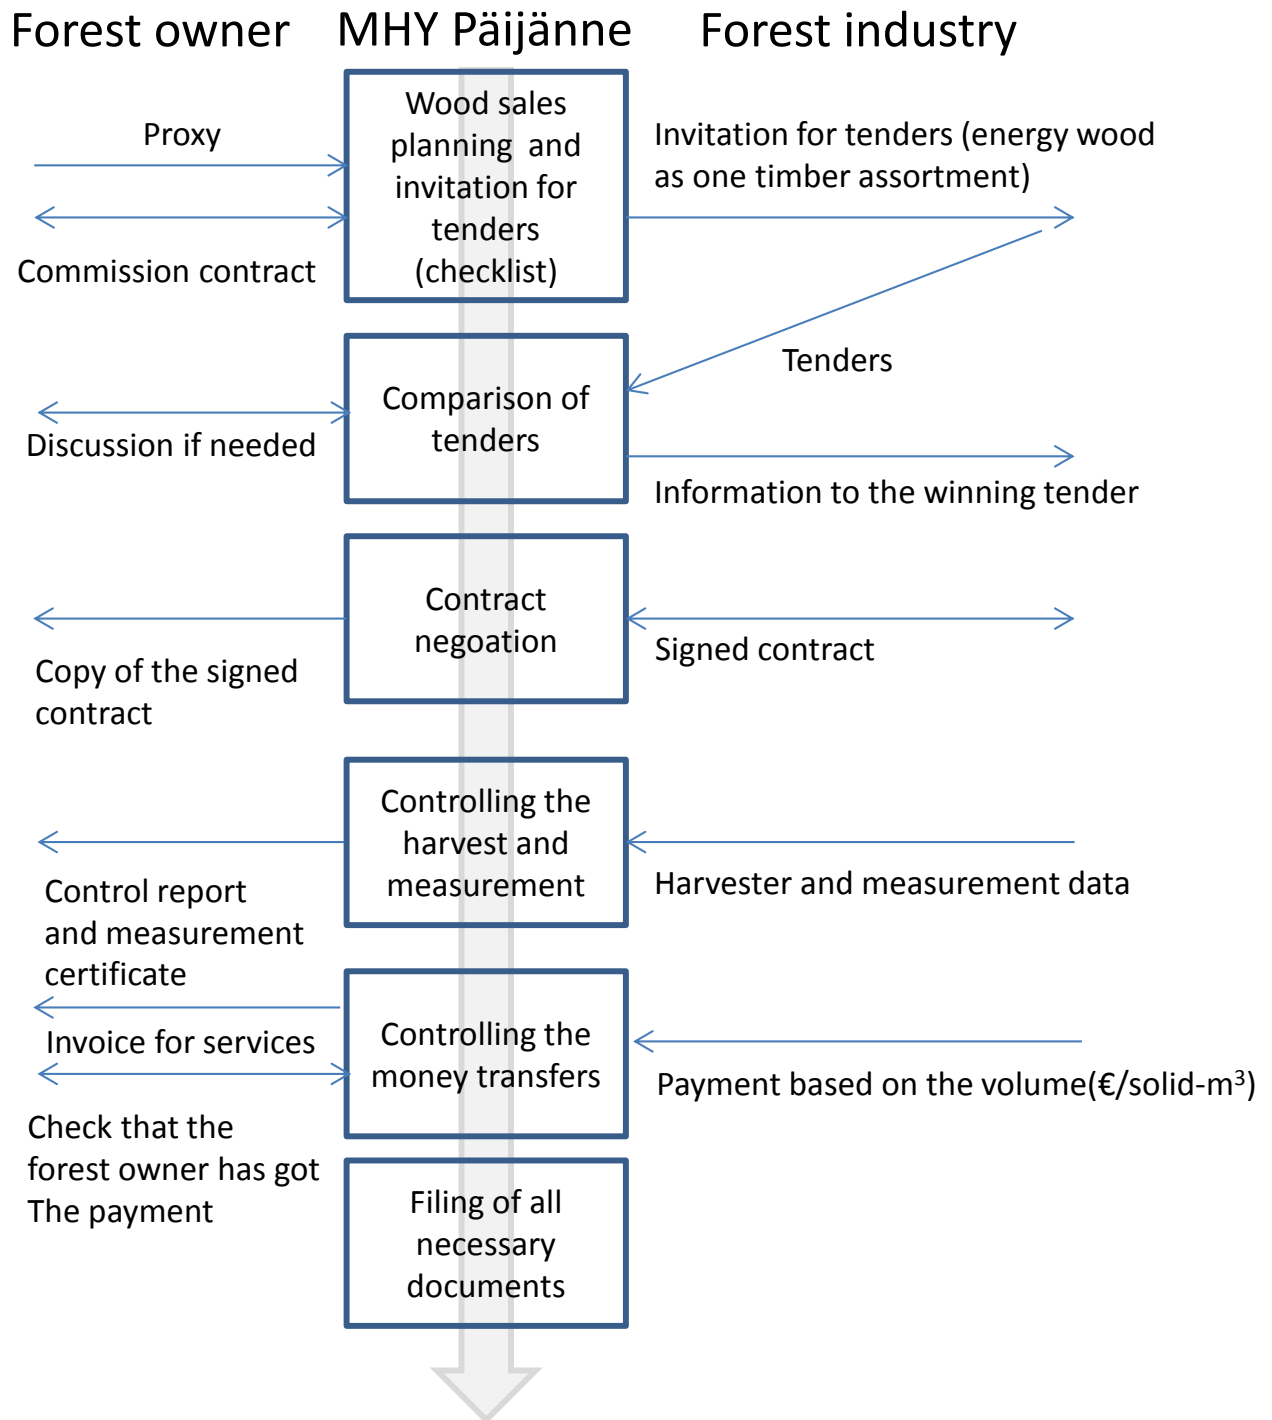 Forest owner
MHY Päijänne
Forest industry
Proxy
Commission contract
Wood sales
planning and
invitation for
tenders
(checklist)
Invitation for tenders (energy wood
as one timber assortment)
Tenders
Discussion if needed
Comparison of
tenders
Information to the winning tender
Copy of the signed
contract
Contract
negoation
Signed contract
Control report
and measurement
certificate
Controlling the
harvest and
measurement
Harvester and measurement data
Invoice for services
Check that the
forest owner has got
The payment
Controlling the
money transfers
Payment based on the volume(€/solid-m³)
Filing of all
necessary
documents